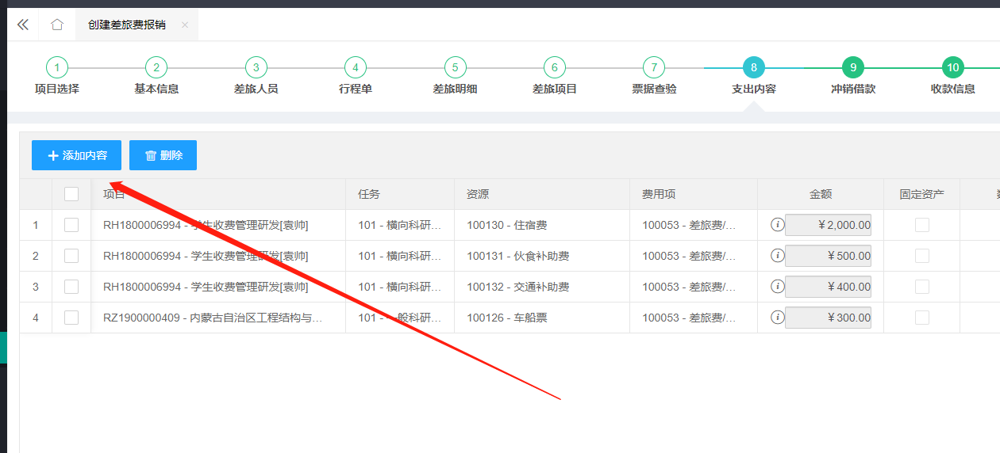 创建差旅费报销
1 2 3 4 5 6 7 8 9 10
项目选择 基本信息 差旅人员 行程单 差旅明细 差旅项目 票据查验 支出内容 冲销借款 收款信息
添加内容 删除
项目 任务 资源 费用项 金额 固定资产
1 RH1800006994 - 学生收费管理研发[袁帅] 101 - 横向科研... 100130 - 住宿费 100053 - 差旅费/... ¥2,000.00
2 RH1800006994 - 学生收费管理研发[袁帅] 101 - 横向科研... 100131 - 伙食补助费 100053 - 差旅费/... ¥500.00
3 RH1800006994 - 学生收费管理研发[袁帅] 101 - 横向科研... 100132 - 交通补助费 100053 - 差旅费/... ¥400.00
4 RZ1900000409 - 内蒙古自治区工程结构与... 101 - 一般科研... 100126 - 车船票 100053 - 差旅费/... ¥300.00